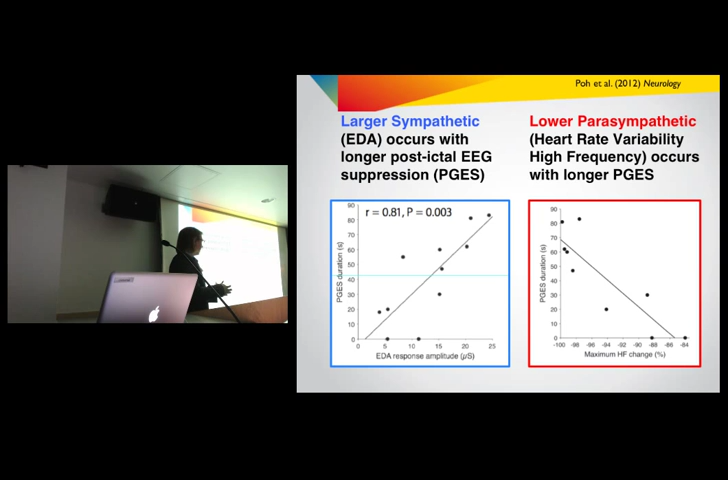 Poh et al. (2012) Neurology
Larger Sympathetic
(EDA) occurs with
longer post-ictal EEG
suppression (PGES)
Lower Parasympathetic
(Heart Rate Variability
High Frequency) occurs
with longer PGES
r = 0.81, P = 0.003
PGES duration (s)
90
80
70
60
50
40
30
20
10
0
0 5 10 15 20 25
EDA response amplitude (µS)
PGES duration (s)
90
80
70
60
50
40
30
20
10
0
-100 -98 -96 -94 -92 -90 -88 -86 -84
Maximum HF change (%)